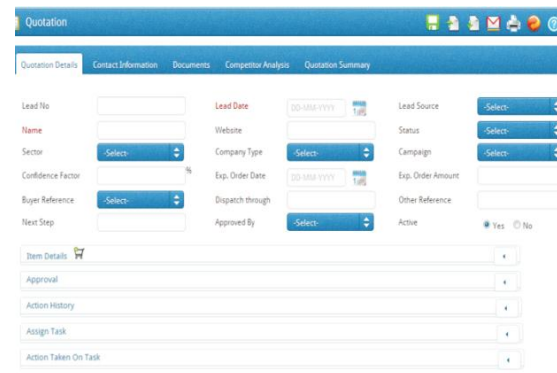 Quotation
Quotation Details Contact Information Documents Competitor Analysis Quotation Summary
Lead No Lead Date DD-MM-YYYY Lead Source -Select-
Name Website Status -Select-
Sector -Select- Company Type -Select- Campaign -Select-
Confidence Factor % Exp. Order Date DD-MM-YYYY Exp. Order Amount
Buyer Reference -Select- Dispatch through Other Reference
Next Step Approved By -Select- Active Yes No
Item Details
Approval
Action History
Assign Task
Action Taken On Task